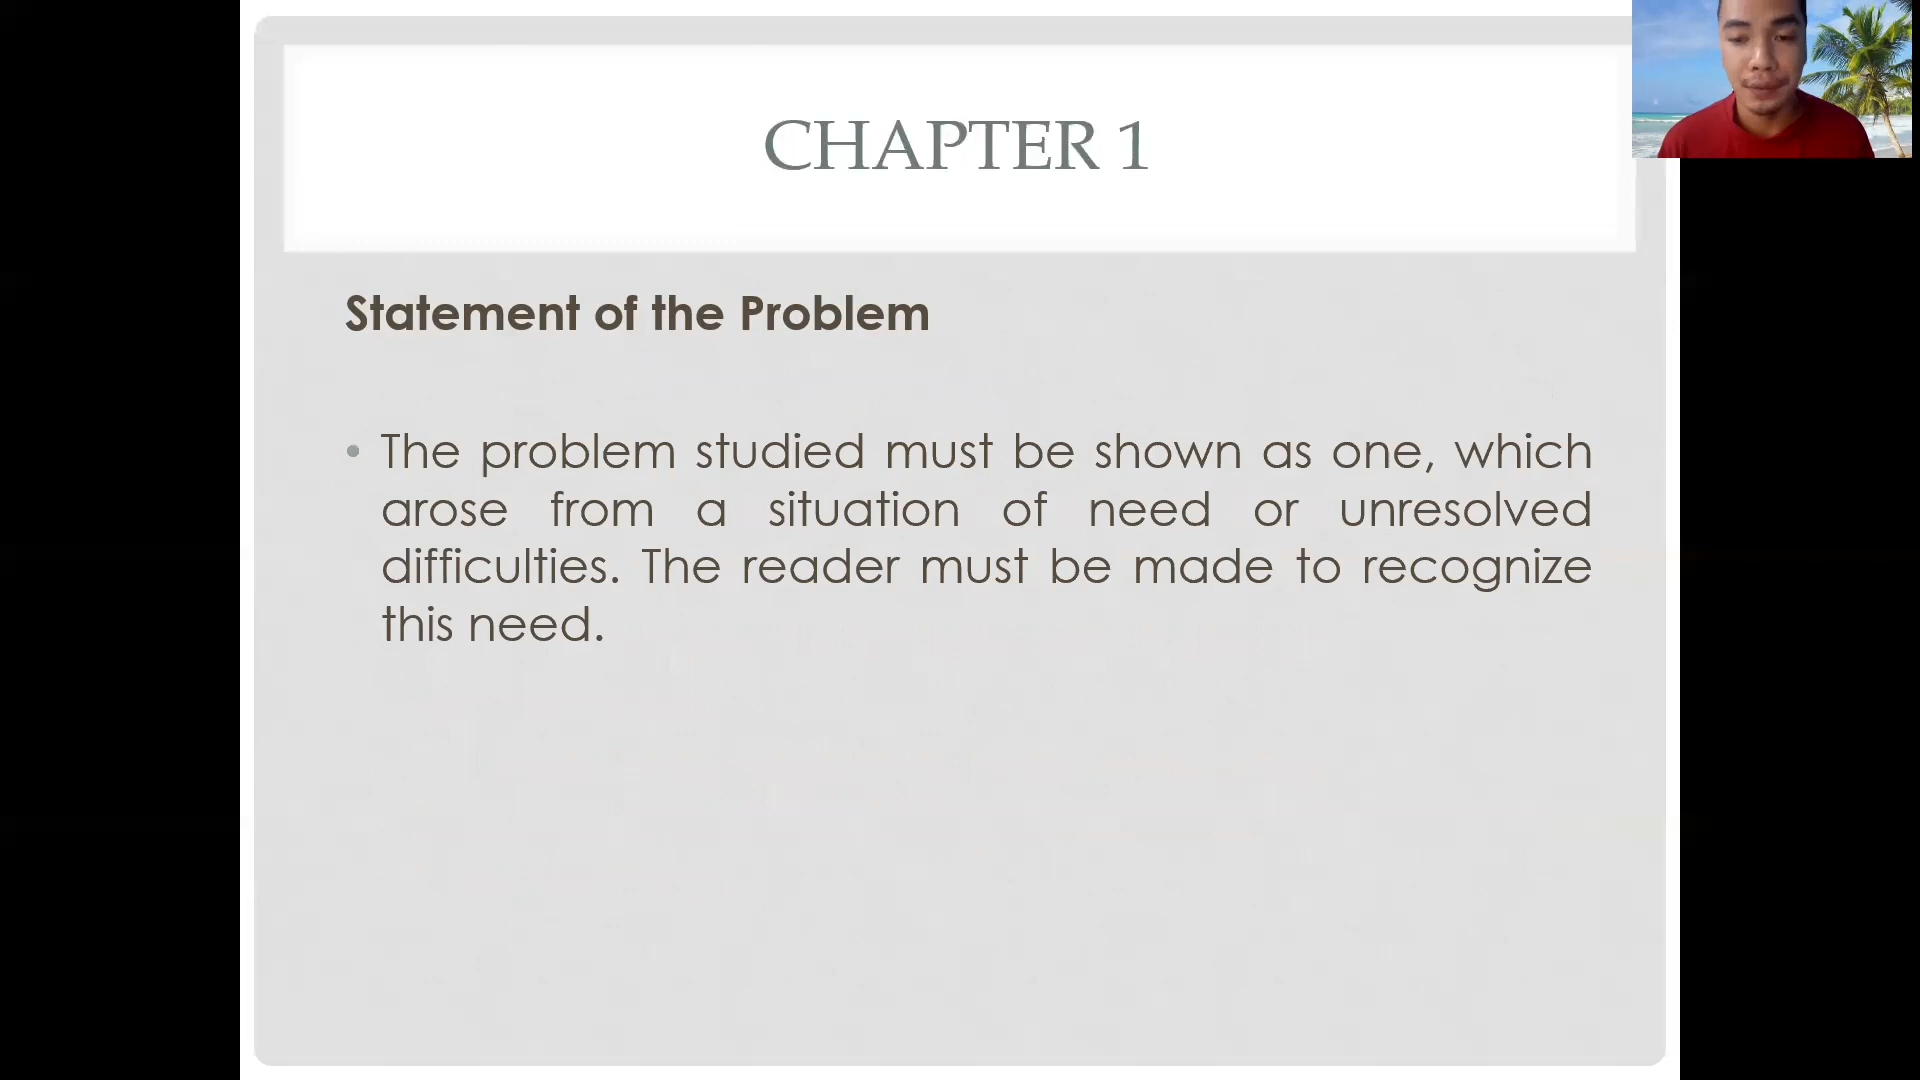 CHAPTER 1
Statement of the Problem
• The problem studied must be shown as one, which
arose from a situation of need or unresolved
difficulties. The reader must be made to recognize
this need.